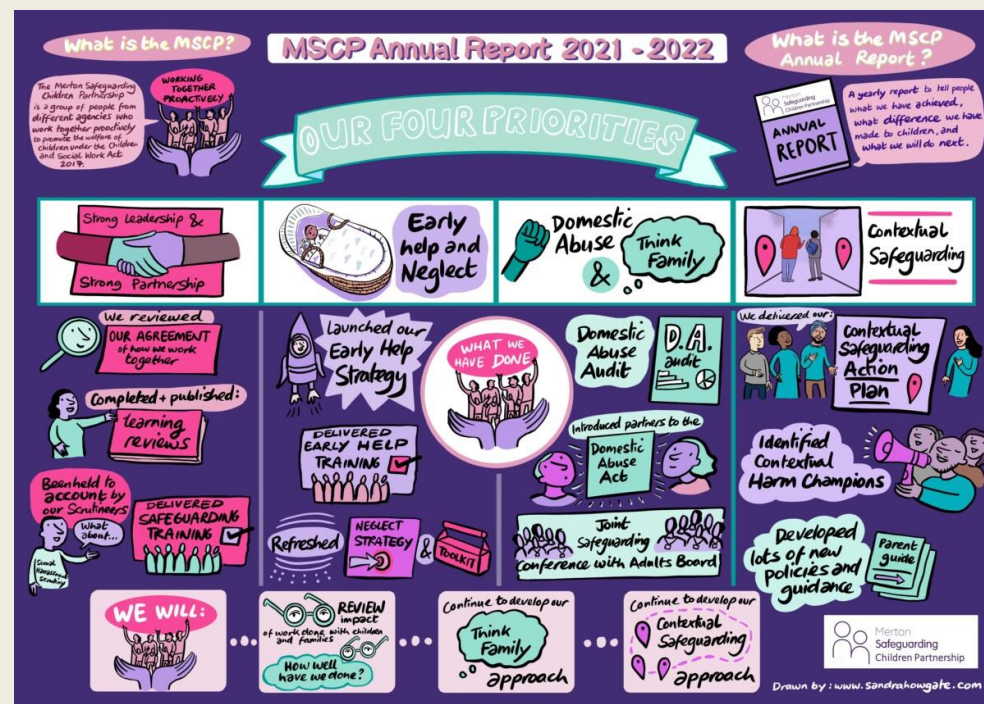 What is the MSCP?
The Merton Safeguarding
Children Partnership
is a group of people from
different agencies who
work together proactively
to promote the welfare of
children under the Children
and Social Work Act
2017.
WORKING
TOGETHER
PROACTIVELY
MSCP Annual Report 2021 - 2022
What is the MSCP
Annual Report?
Merton
Safeguarding
Children Partnership
ANNUAL
REPORT
A yearly report to tell people
what we have achieved,
what difference we have
made to children, and
what we will do next.
OUR FOUR PRIORITIES
Strong Leadership &
Strong Partnership
Early
help and
Neglect
Domestic
Abuse
&
Think
Family
Contextual
Safeguarding
We reviewed
OUR AGREEMENT
of how we work
together
Completed + published:
learning
reviews
Been held to
account by
our Scrutineers
What
about...
DELIVERED
SAFEGUARDING
TRAINING
Launched our
Early Help
Strategy
DELIVERED
EARLY HELP
TRAINING
Refreshed
NEGLECT
STRATEGY
&
TOOLKIT
WHAT WE
HAVE DONE
Domestic
Abuse
Audit
D.A.
audit
Introduced partners to the
Domestic
Abuse
Act
Joint
Safeguarding
Conference with Adults Board
We delivered our:
Contextual
Safeguarding
Action
Plan
Identified
Contextual
Harm Champions
Developed
lots of new
policies and
guidance
Parent
guide
WE WILL:
REVIEW
impact
of work done with children
and families
How well
have we done?
Continue to develop our
Think
Family
approach
Continue to develop our
Contextual
Safeguarding
approach
Merton
Safeguarding
Children Partnership
Drawn by: www.sandrahowgate.com